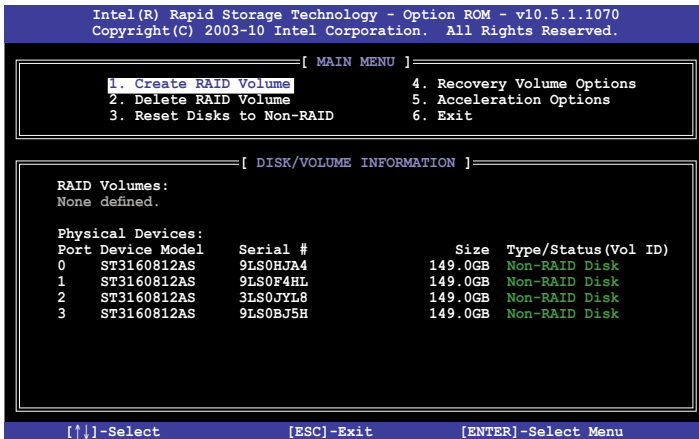 Intel(R) Rapid Storage Technology - Option ROM - v10.5.1.1070
Copyright(C) 2003-10 Intel Corporation.  All Rights Reserved.
[ MAIN MENU ]
1. Create RAID Volume    4. Recovery Volume Options
2. Delete RAID Volume    5. Acceleration Options
3. Reset Disks to Non-RAID    6. Exit
[ DISK/VOLUME INFORMATION ]
RAID Volumes:
None defined.
Physical Devices:
Port Device Model    Serial #    Size  Type/Status(Vol ID)
0    ST3160812AS    9LS0HJA4    149.0GB  Non-RAID Disk
1    ST3160812AS    9LS0F4HL    149.0GB  Non-RAID Disk
2    ST3160812AS    3LS0JYL8    149.0GB  Non-RAID Disk
3    ST3160812AS    9LS0BJ5H    149.0GB  Non-RAID Disk
[↑↓]-Select    [ESC]-Exit    [ENTER]-Select Menu